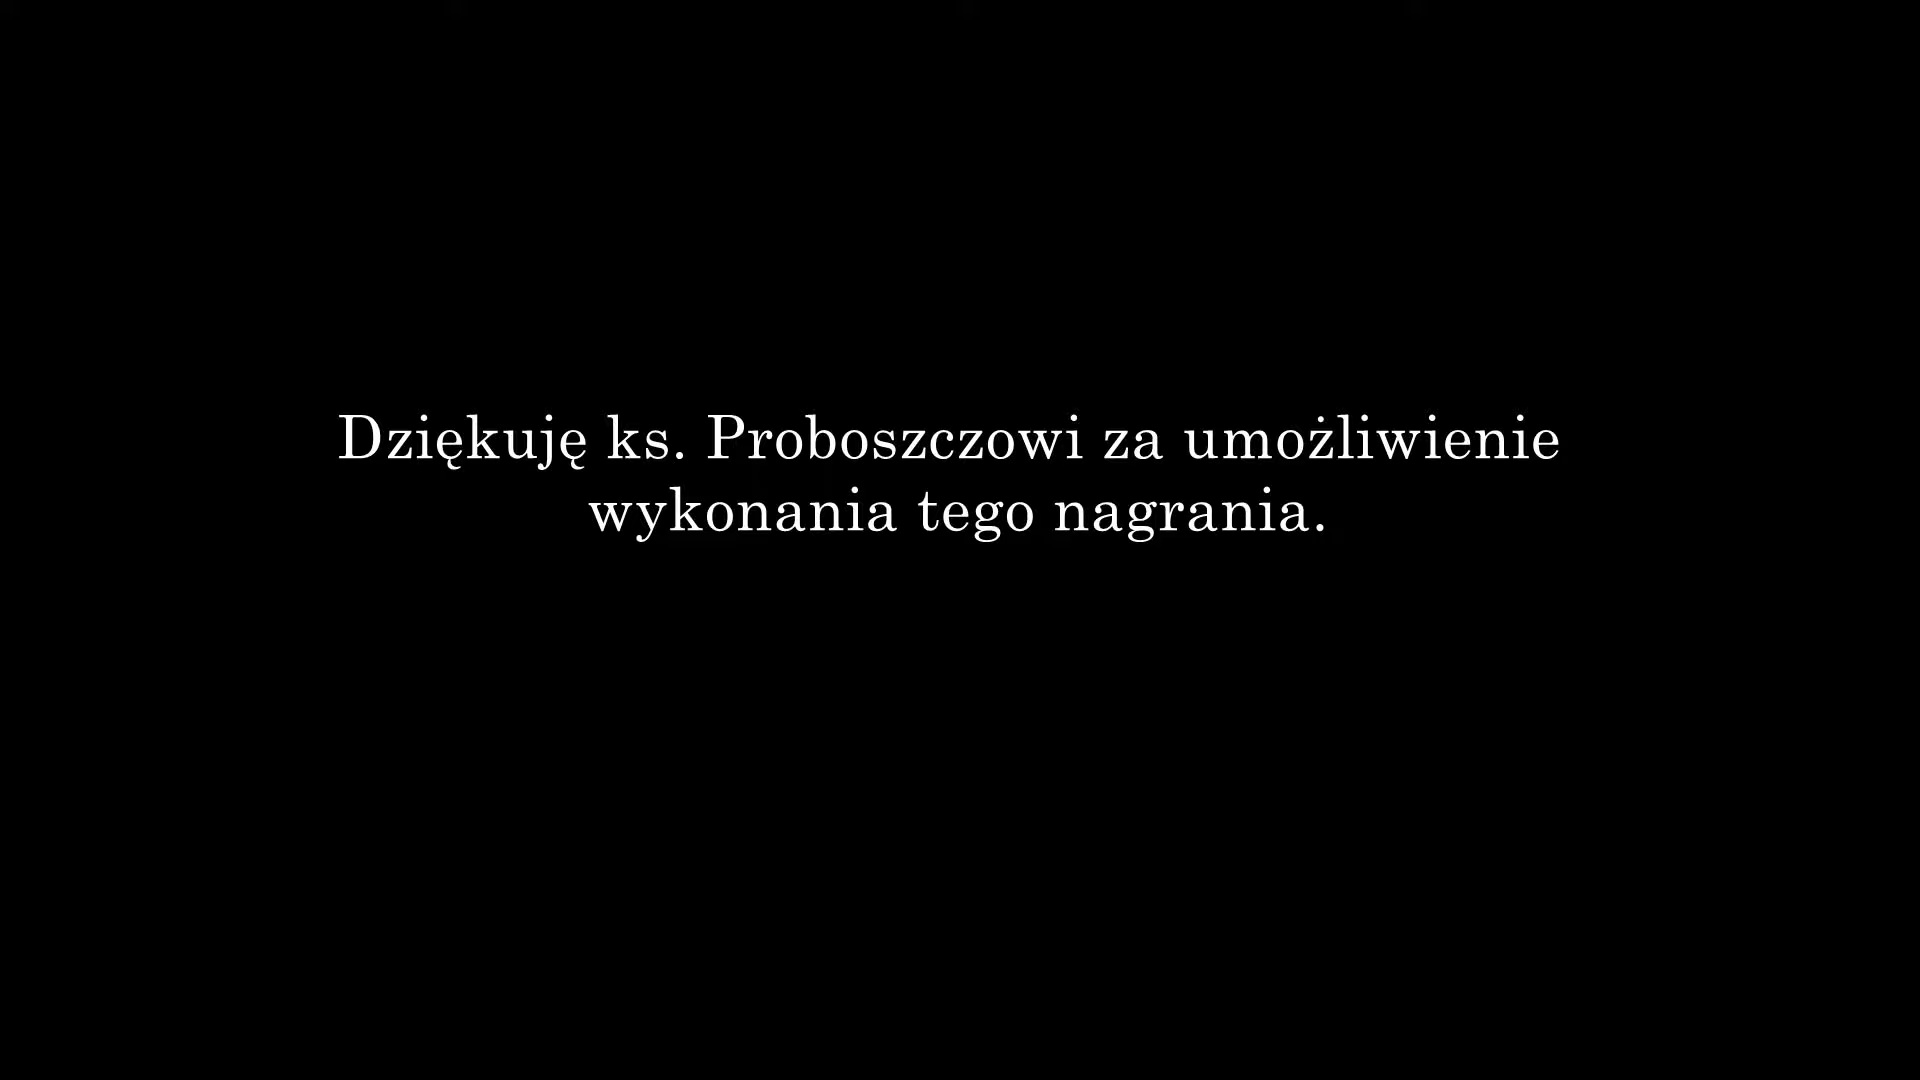 Dziękuję ks. Proboszczowi za umożliwienie
wykonania tego nagrania.